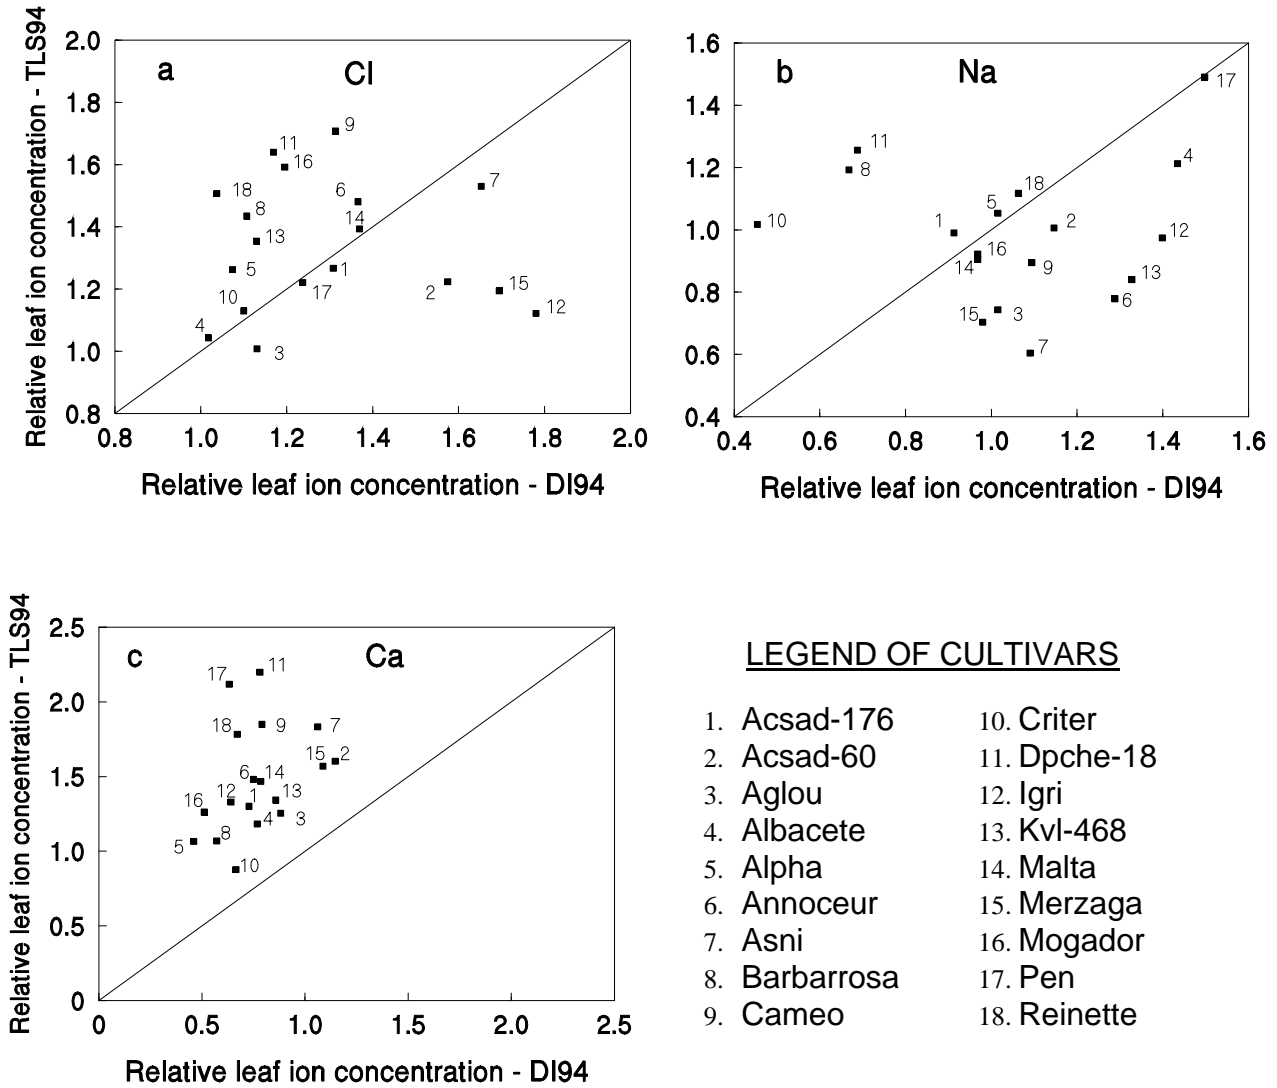 a
Cl
Relative leaf ion concentration - TLS94
2.0
1.8
1.6
1.4
1.2
1.0
0.8
9
11
16
7
18
6
8
14
13
5
1
2
15
17
10
12
4
3
0.8 1.0 1.2 1.4 1.6 1.8 2.0
Relative leaf ion concentration - DI94
b
Na
1.6
1.4
1.2
1.0
0.8
0.6
0.4
17
11
8
4
18
5
10
1
2
12
16
14
9
13
6
15
3
7
0.4 0.6 0.8 1.0 1.2 1.4 1.6
Relative leaf ion concentration - DI94
c
Ca
Relative leaf ion concentration - TLS94
2.5
2.0
1.5
1.0
0.5
0
17
11
18
9
7
15
2
6
14
16
12
1
13
4
3
5
8
10
0 0.5 1.0 1.5 2.0 2.5
Relative leaf ion concentration - DI94
LEGEND OF CULTIVARS
1. Acsad-176
2. Acsad-60
3. Aglou
4. Albacete
5. Alpha
6. Annoceur
7. Asni
8. Barbarrosa
9. Cameo
10. Criter
11. Dpche-18
12. Igri
13. Kvl-468
14. Malta
15. Merzaga
16. Mogador
17. Pen
18. Reinette